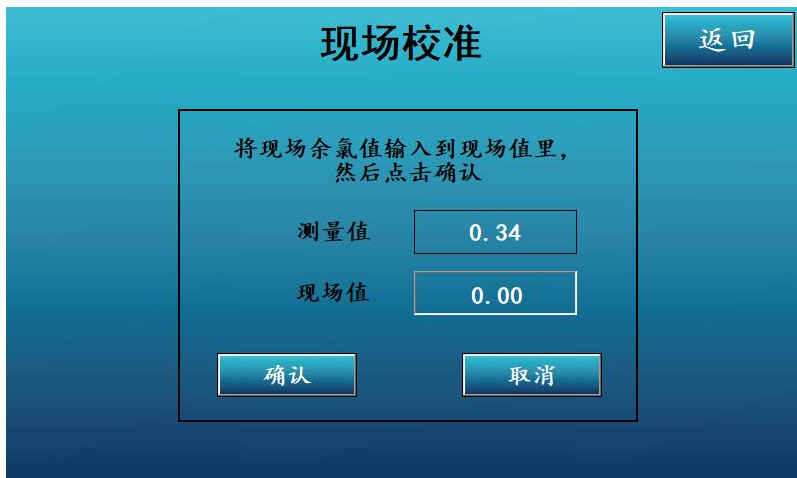 现场校准
返回
将现场余氯值输入到现场值里,
然后点击确认
测量值 0.34
现场值 0.00
确认 取消